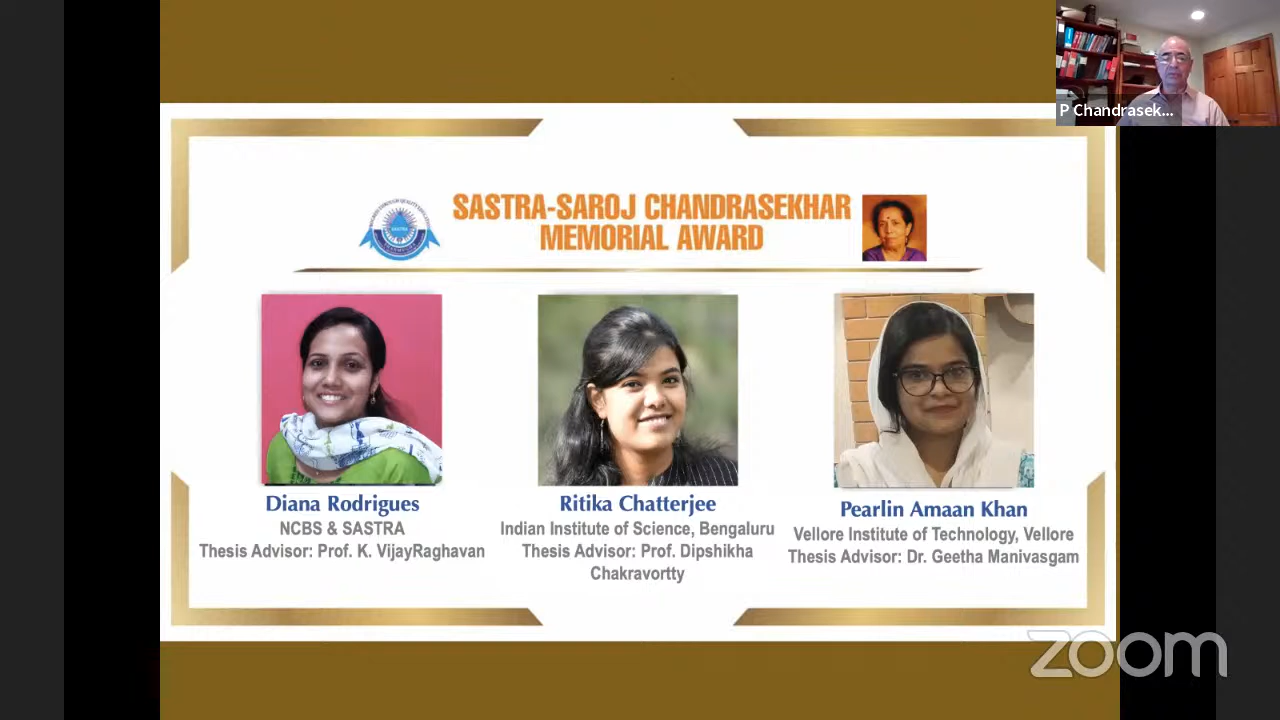 P Chandrasek...
SASTRA-SAROJ CHANDRASEKHAR
MEMORIAL AWARD
SASTRA
Diana Rodrigues
NCBS & SASTRA
Thesis Advisor: Prof. K. VijayRaghavan
Ritika Chatterjee
Indian Institute of Science, Bengaluru
Thesis Advisor: Prof. Dipshikha
Chakravortty
Pearlin Amaan Khan
Vellore Institute of Technology, Vellore
Thesis Advisor: Dr. Geetha Manivasgam
zoom